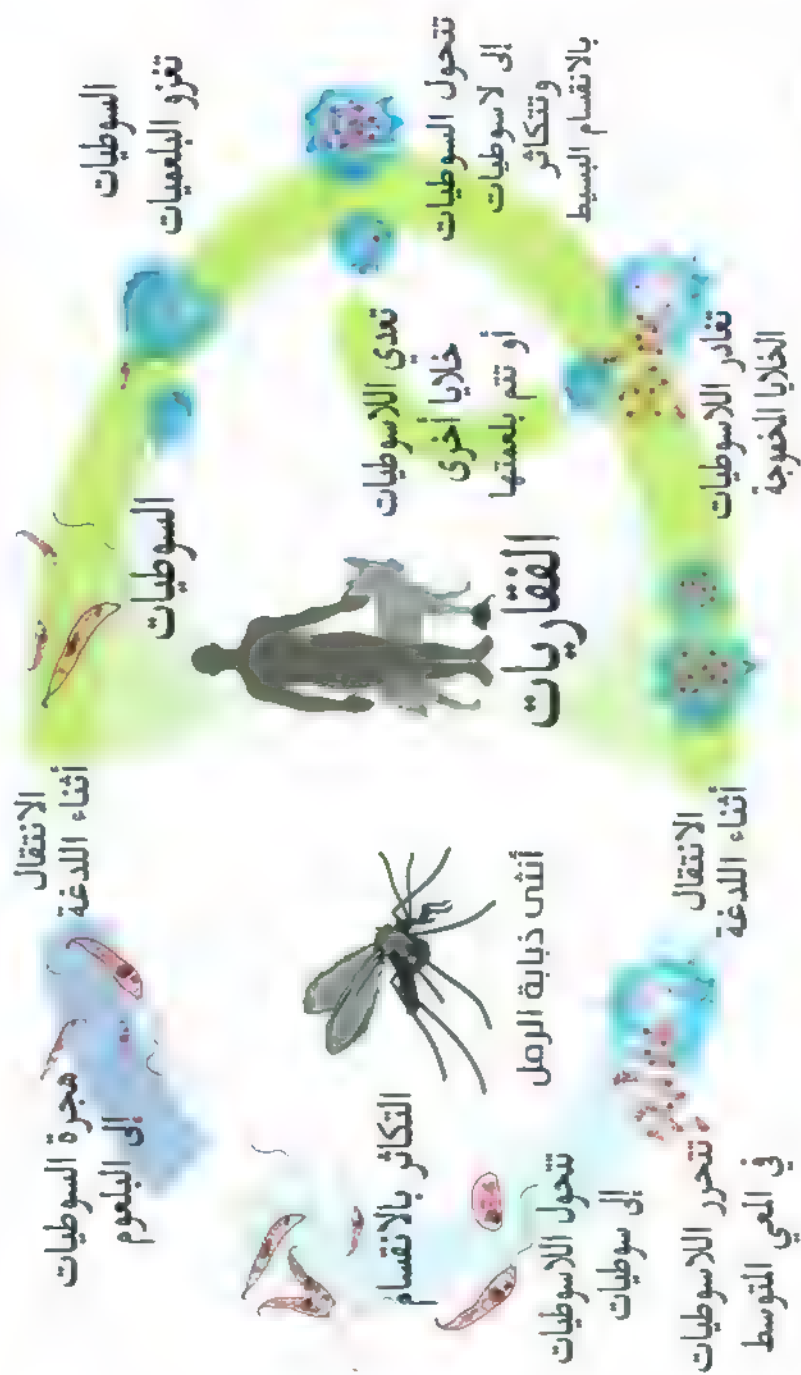 الانتقال
أثناء اللدغة
السوطيات
السوطيات
تغزو البلعميات
تتحول السوطيات
إلى لاسوطيات
وتتكاثر
بالانقسام البسيط
تعدي اللاسوطيات
خلايا أخرى
أو تتم بلعمتها
تغادر اللاسوطيات
الخلايا الخموجة
الفقاريات
الانتقال
أثناء اللدغة
تتحرر اللاسوطيات
في المعي المتوسط
تتحول اللاسوطيات
إلى سوطيات
التكاثر بالانقسام
هجرة السوطيات
إلى البلعوم
أنثى ذبابة الرمل